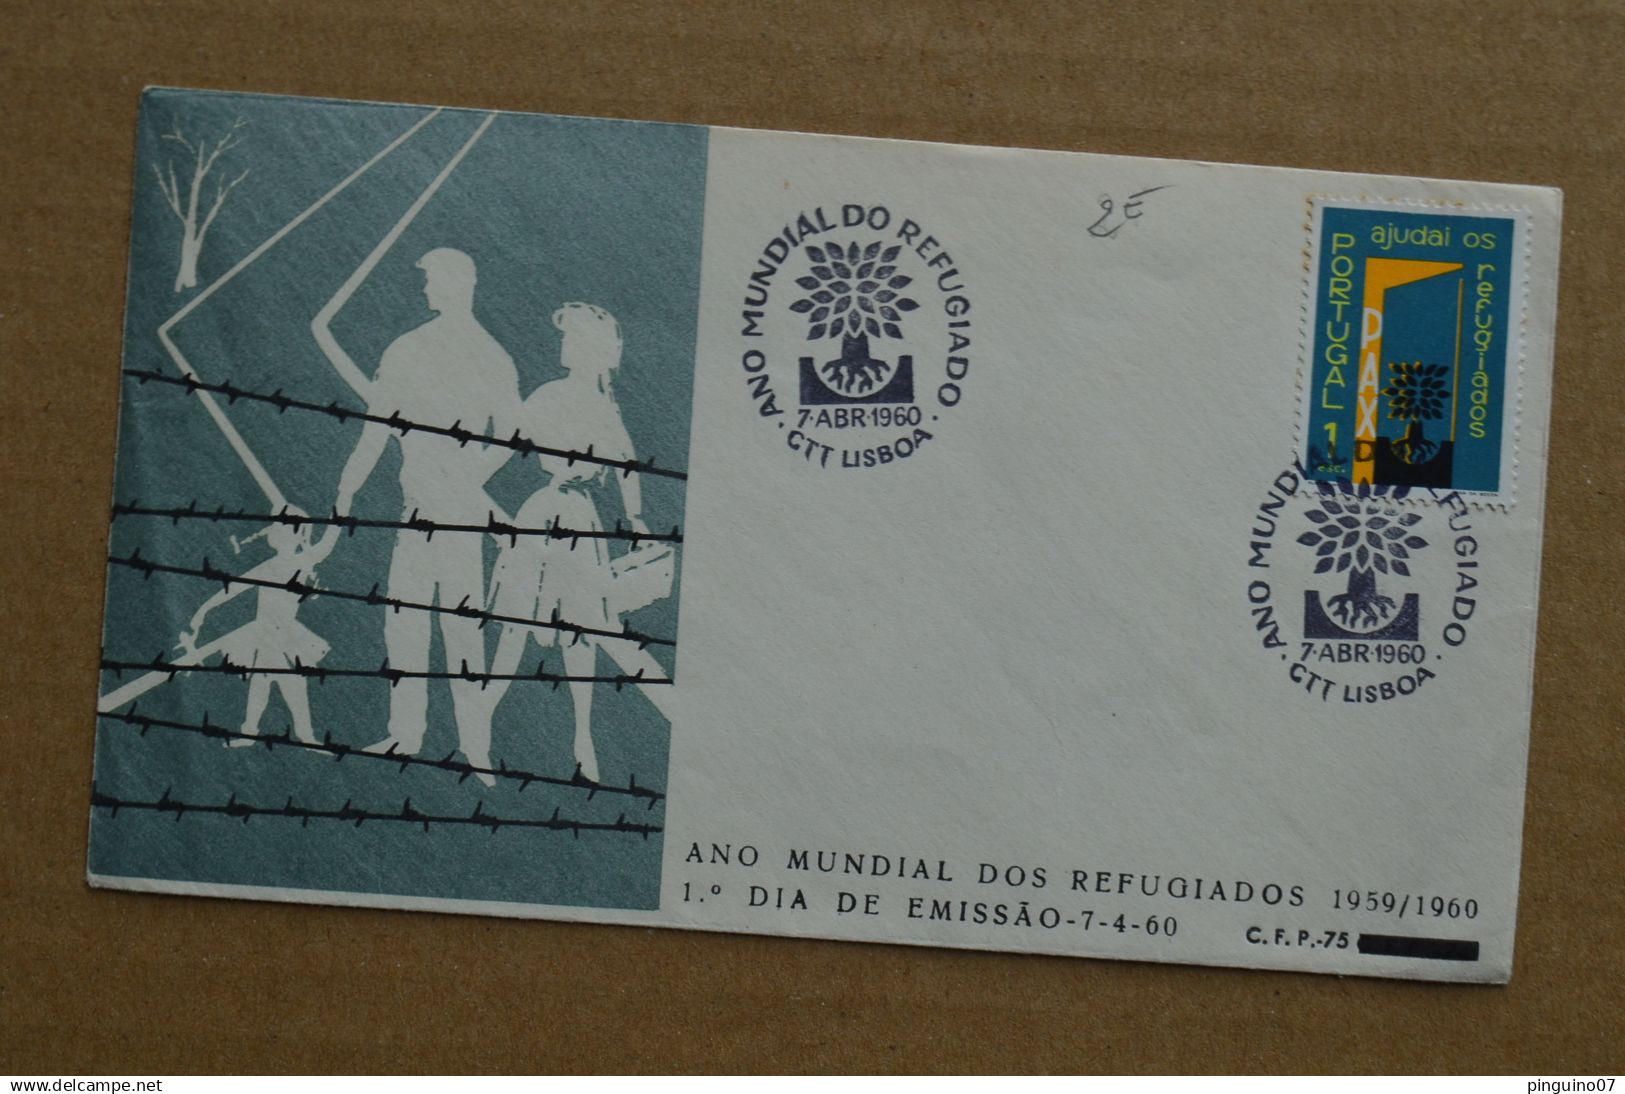 ANO MUNDIAL DO REFUGIADO
7·ABR·1960
· CTT LISBOA ·
2€
ajudai os refugiados
PORTUGAL 1
esc.
PAX
ANO MUNDIAL DO REFUGIADO
7·ABR·1960
· CTT LISBOA ·
ANO MUNDIAL DOS REFUGIADOS 1959/1960
1.º DIA DE EMISSÃO-7-4-60
C. F. P.-75
www.delcampe.net
pinguino07